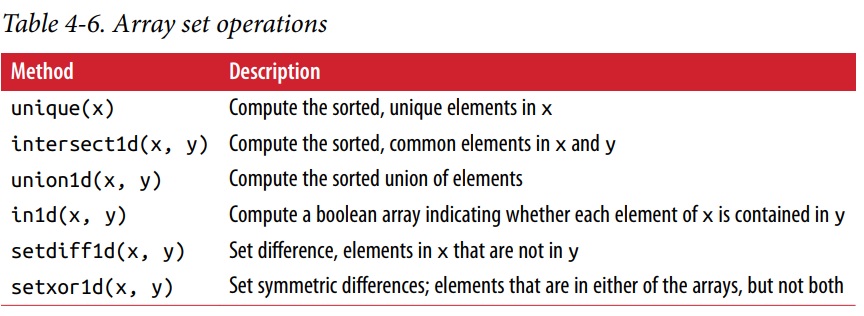 Table 4-6. Array set operations
Method Description
unique(x) Compute the sorted, unique elements in x
intersect1d(x, y) Compute the sorted, common elements in x and y
union1d(x, y) Compute the sorted union of elements
in1d(x, y) Compute a boolean array indicating whether each element of x is contained in y
setdiff1d(x, y) Set difference, elements in x that are not in y
setxor1d(x, y) Set symmetric differences; elements that are in either of the arrays, but not both